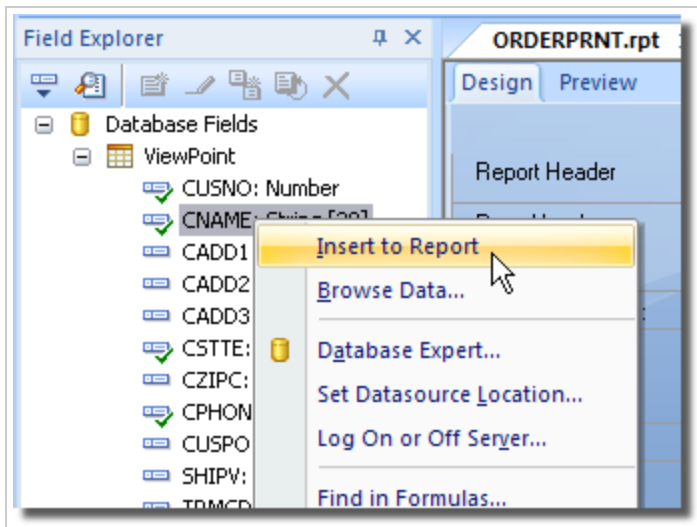 Field Explorer
ORDERPRNT.rpt
Design Preview
Database Fields
ViewPoint
Report Header
CUSNO: Number
CNAME:
Insert to Report
CADD1
CADD2
Browse Data...
CADD3
CSTTE:
Database Expert...
CZIPC:
Set Datasource Location...
CPHON
CUSPO
Log On or Off Server...
SHIPV:
Find in Formulas...